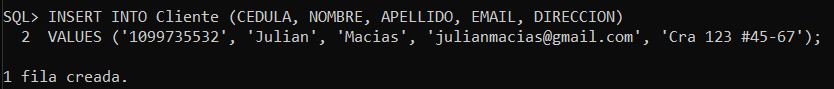 SQL> INSERT INTO Cliente (CEDULA, NOMBRE, APELLIDO, EMAIL, DIRECCION)
  2  VALUES ('1099735532', 'Julian', 'Macias', 'julianmacias@gmail.com', 'Cra 123 #45-67');
1 fila creada.